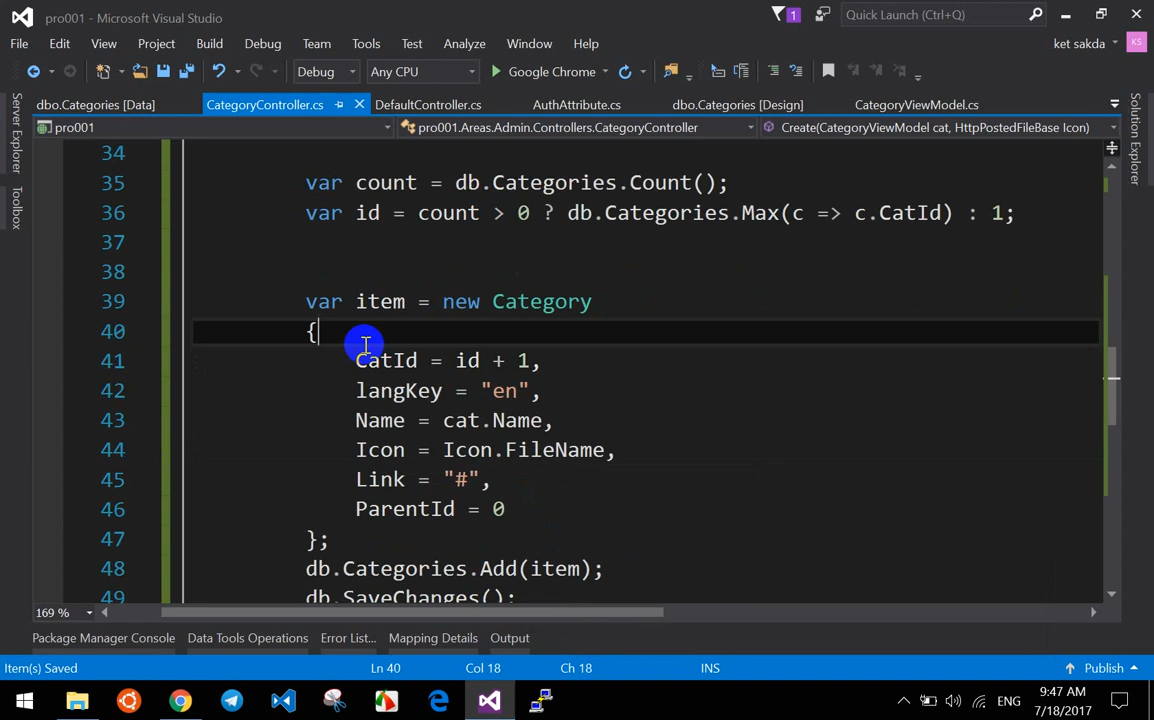 pro001 - Microsoft Visual Studio
1
Quick Launch (Ctrl+Q)
File Edit View Project Build Debug Team Tools Test Analyze Window Help
ket sakda
KS
Debug Any CPU Google Chrome
dbo.Categories [Data] CategoryController.cs DefaultController.cs AuthAttribute.cs dbo.Categories [Design] CategoryViewModel.cs
pro001 pro001.Areas.Admin.Controllers.CategoryController Create(CategoryViewModel cat, HttpPostedFileBase Icon)
Server Explorer
Toolbox
Solution Explorer
34
35 var count = db.Categories.Count();
36 var id = count > 0 ? db.Categories.Max(c => c.CatId) : 1;
37
38
39 var item = new Category
40 {
41 CatId = id + 1,
42 langKey = "en",
43 Name = cat.Name,
44 Icon = Icon.FileName,
45 Link = "#",
46 ParentId = 0
47 };
48 db.Categories.Add(item);
49 db.SaveChanges();
169 %
Package Manager Console Data Tools Operations Error List... Mapping Details Output
Item(s) Saved Ln 40 Col 18 Ch 18 INS Publish
ENG
9:47 AM
7/18/2017